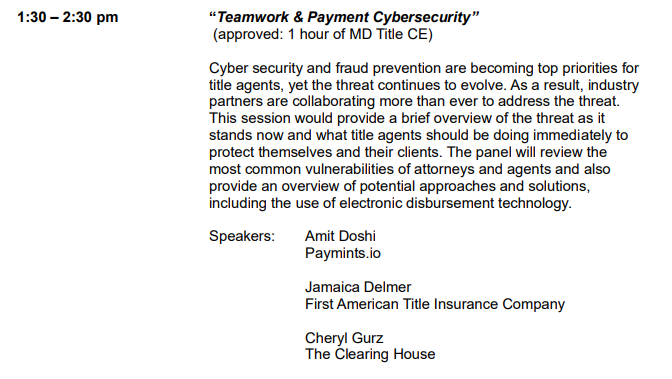 1:30 – 2:30 pm “Teamwork & Payment Cybersecurity”
(approved: 1 hour of MD Title CE)
Cyber security and fraud prevention are becoming top priorities for
title agents, yet the threat continues to evolve. As a result, industry
partners are collaborating more than ever to address the threat.
This session would provide a brief overview of the threat as it
stands now and what title agents should be doing immediately to
protect themselves and their clients. The panel will review the
most common vulnerabilities of attorneys and agents and also
provide an overview of potential approaches and solutions,
including the use of electronic disbursement technology.
Speakers: Amit Doshi
Paymints.io
Jamaica Delmer
First American Title Insurance Company
Cheryl Gurz
The Clearing House